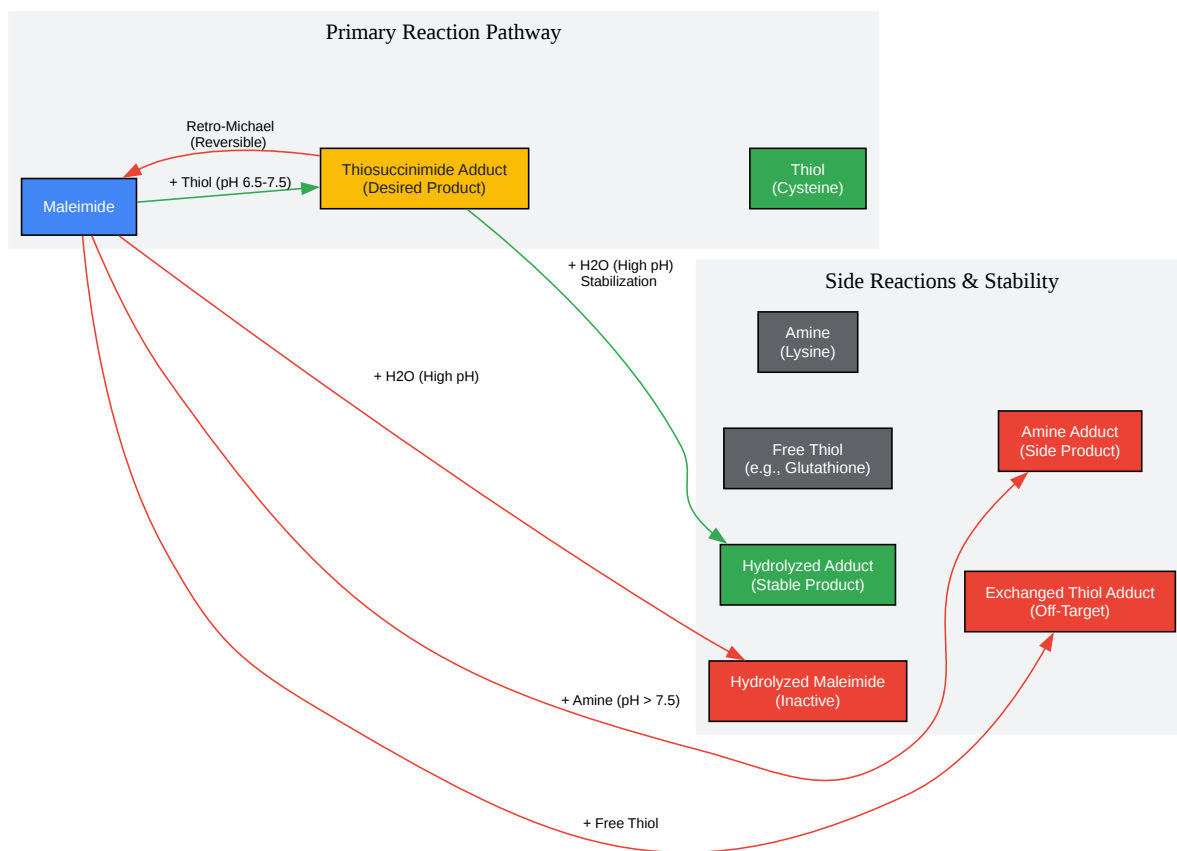 Primary Reaction Pathway
Retro-Michael
(Reversible)
+ Thiol (pH 6.5-7.5)
Maleimide
Thiosuccinimide Adduct
(Desired Product)
Thiol
(Cysteine)
+ H2O (High pH)
Stabilization
Side Reactions & Stability
Amine
(Lysine)
+ H2O (High pH)
Free Thiol
(e.g., Glutathione)
Amine Adduct
(Side Product)
Hydrolyzed Adduct
(Stable Product)
Exchanged Thiol Adduct
(Off-Target)
Hydrolyzed Maleimide
(Inactive)
+ Amine (pH > 7.5)
+ Free Thiol